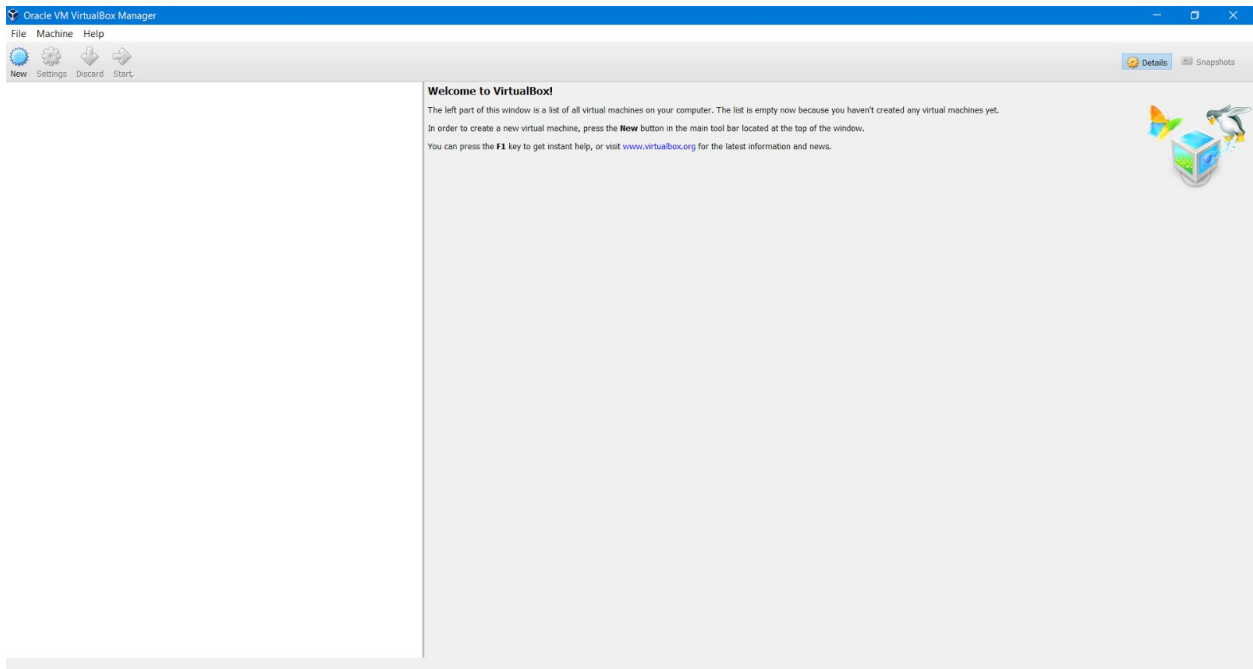 Oracle VM VirtualBox Manager
File Machine Help
New Settings Discard Start
Details Snapshots
Welcome to VirtualBox!
The left part of this window is a list of all virtual machines on your computer. The list is empty now because you haven't created any virtual machines yet.
In order to create a new virtual machine, press the New button in the main tool bar located at the top of the window.
You can press the F1 key to get instant help, or visit www.virtualbox.org for the latest information and news.